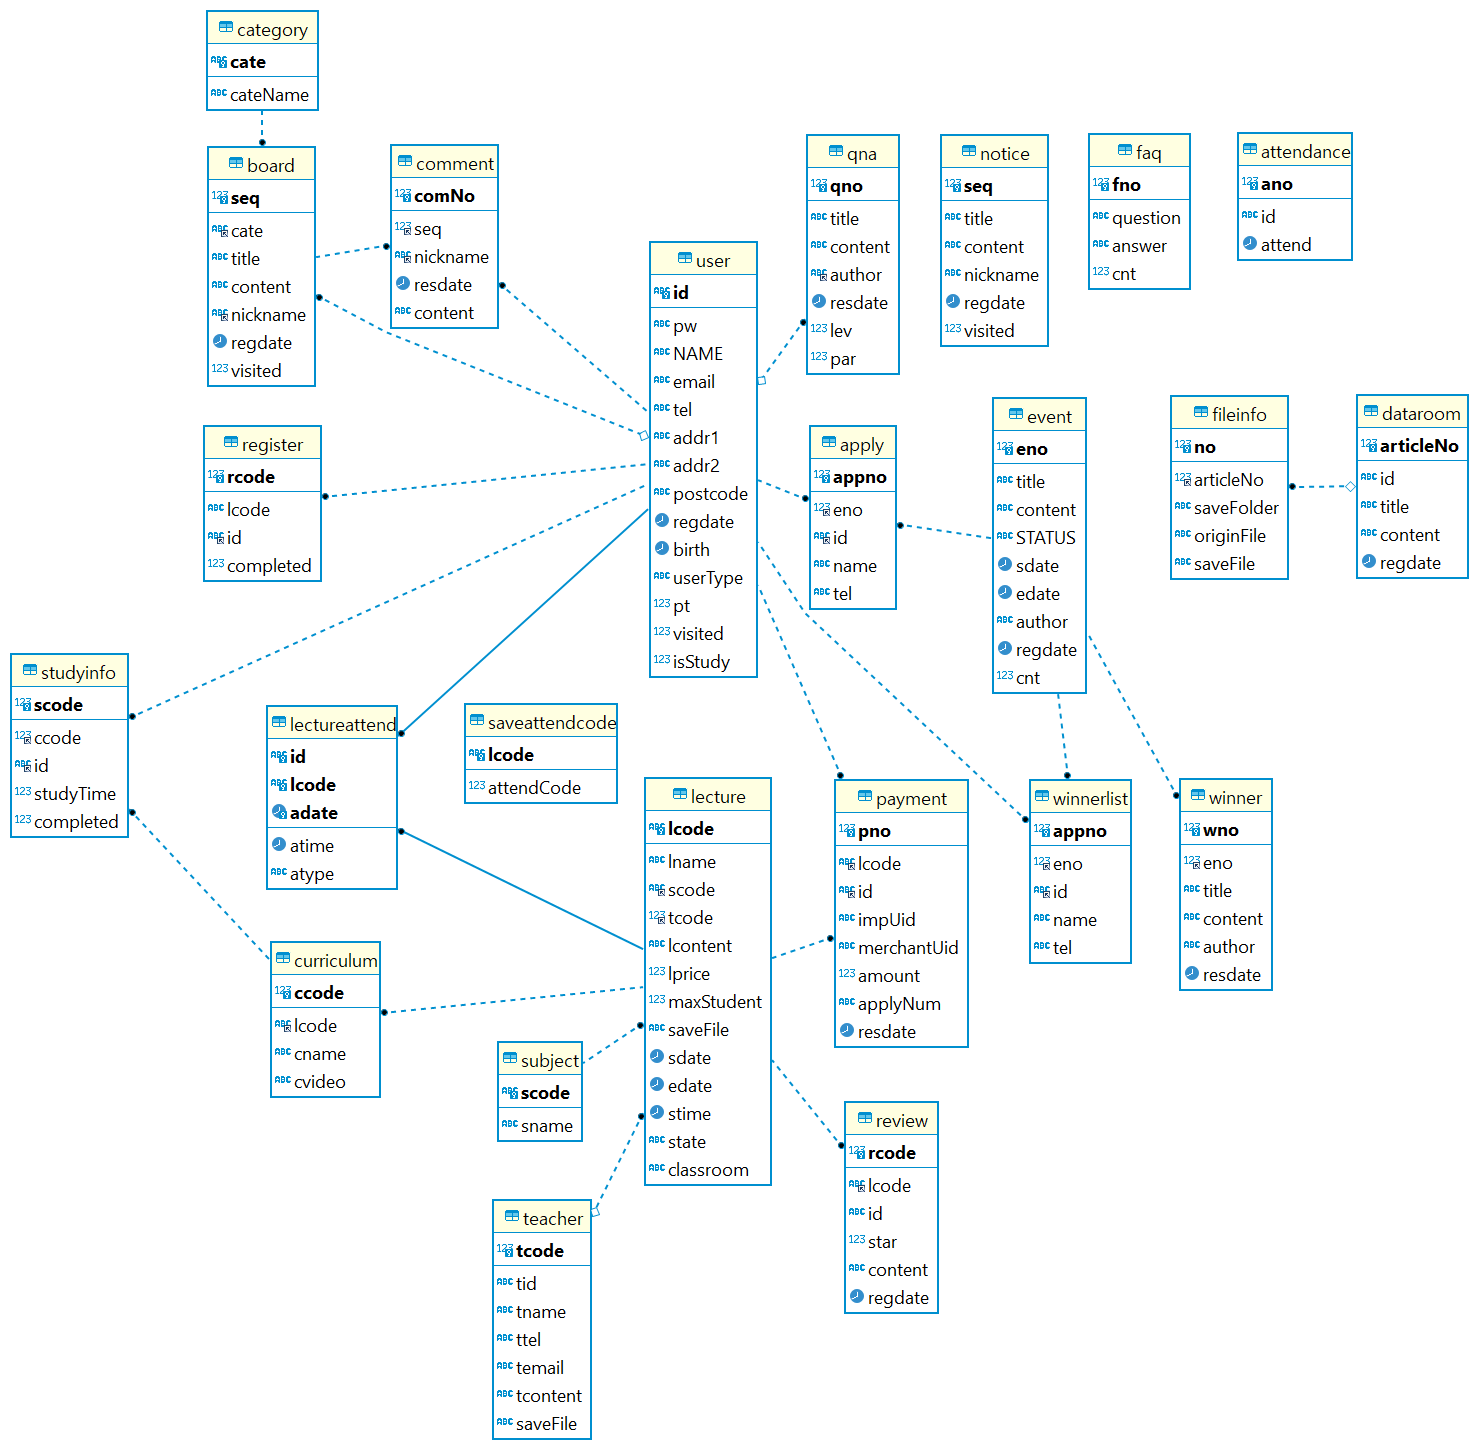 category
cate
cateName
board
seq
cate
title
content
nickname
regdate
visited
comment
comNo
seq
nickname
resdate
content
user
id
pw
NAME
email
tel
addr1
addr2
postcode
regdate
birth
userType
pt
visited
isStudy
qna
qno
title
content
author
resdate
lev
par
notice
seq
title
content
nickname
regdate
visited
faq
fno
question
answer
cnt
attendance
ano
id
attend
register
rcode
lcode
id
completed
apply
appno
eno
id
name
tel
event
eno
title
content
STATUS
sdate
edate
author
regdate
cnt
fileinfo
no
articleNo
saveFolder
originFile
saveFile
dataroom
articleNo
id
title
content
regdate
studyinfo
scode
ccode
id
studyTime
completed
lectureattend
id
lcode
adate
atime
atype
saveattendcode
lcode
attendCode
lecture
lcode
lname
scode
tcode
lcontent
lprice
maxStudent
saveFile
sdate
edate
stime
state
classroom
payment
pno
lcode
id
impUid
merchantUid
amount
applyNum
resdate
winnerlist
appno
eno
id
name
tel
winner
wno
eno
title
content
author
resdate
curriculum
ccode
lcode
cname
cvideo
subject
scode
sname
review
rcode
lcode
id
star
content
regdate
teacher
tcode
tid
tname
ttel
temail
tcontent
saveFile